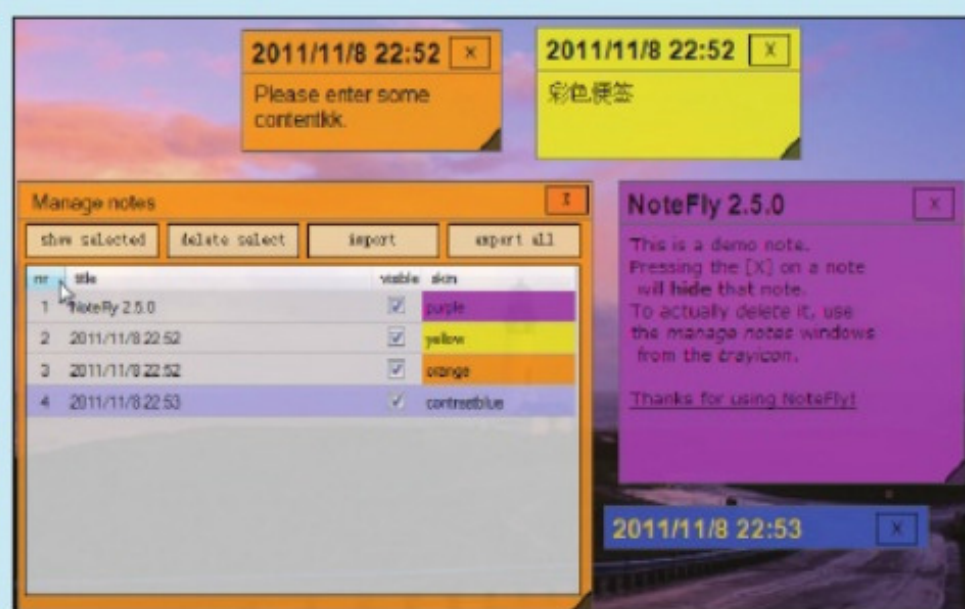 2011/11/8 22:52 X
Please enter some
contentkk.
2011/11/8 22:52 X
彩色便签
Manage notes X
show selected delete select import export all
nr title visible skin
1 NoteFly 2.5.0 purple
2 2011/11/8 22:52 yellow
3 2011/11/8 22:52 orange
4 2011/11/8 22:53 contrastblue
NoteFly 2.5.0 X
This is a demo note.
Pressing the [X] on a note
will hide that note.
To actually delete it, use
the manage notes windows
from the trayicon.
Thanks for using NoteFly!
2011/11/8 22:53 X